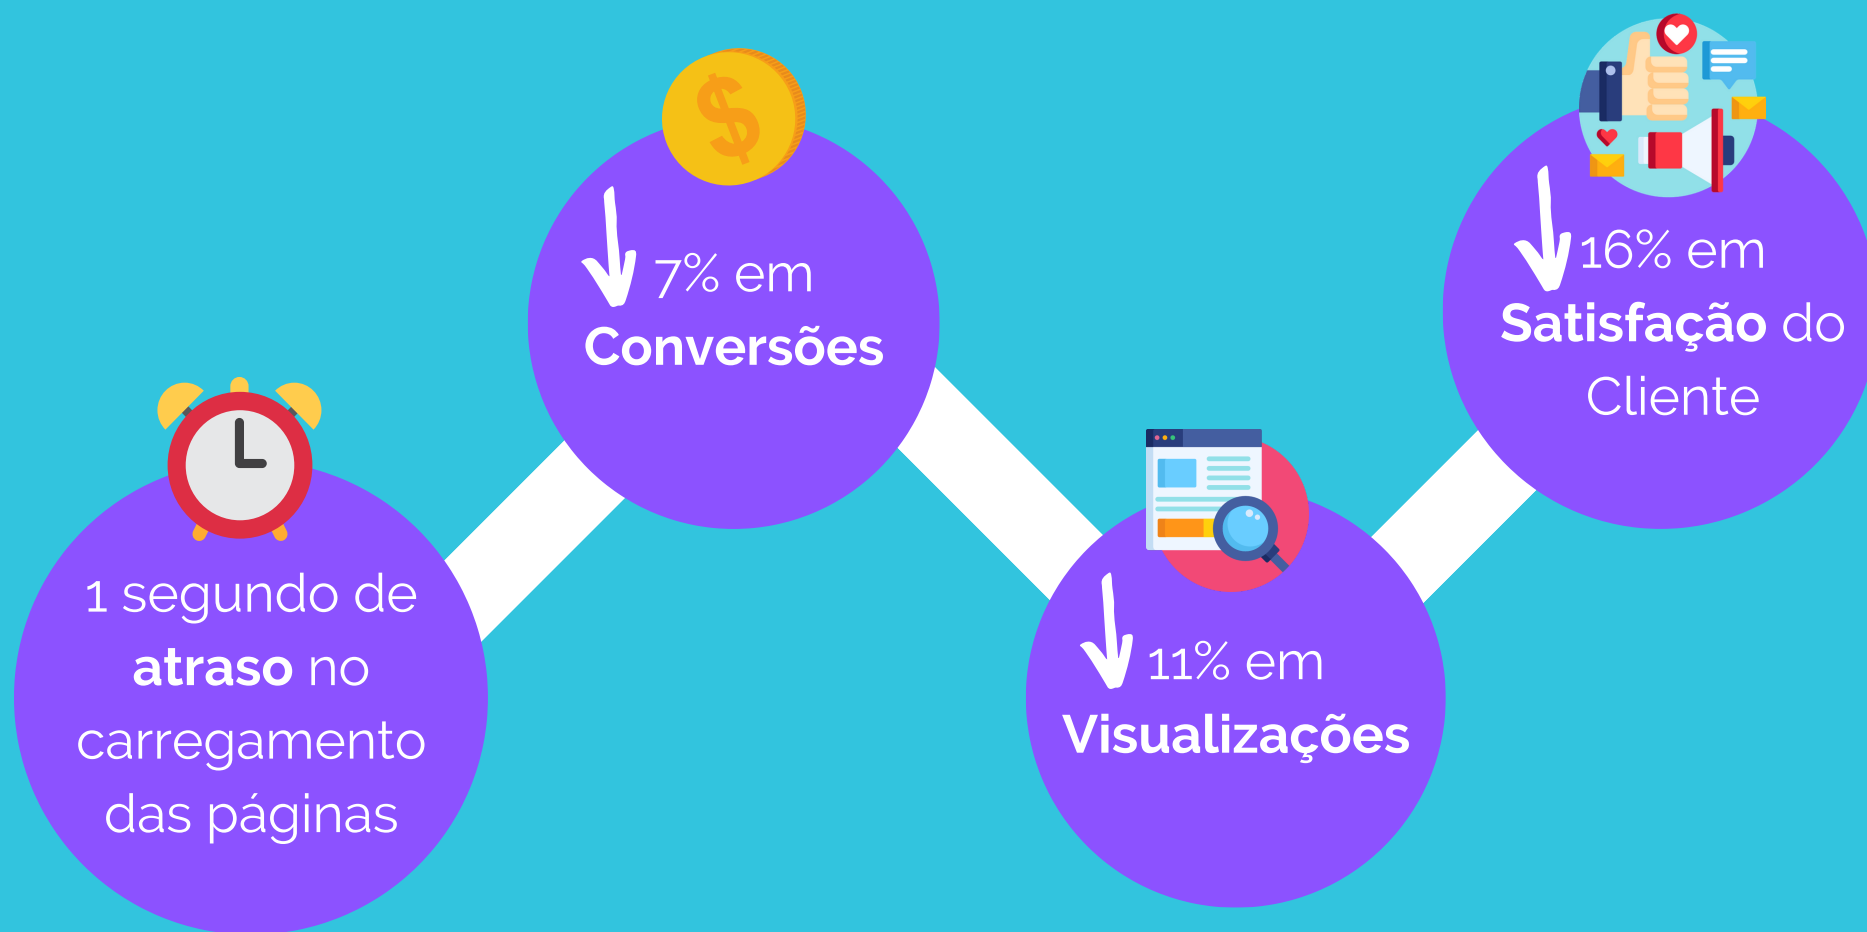 1 segundo de
atraso no
carregamento
das páginas
7% em
Conversões
11% em
Visualizações
16% em
Satisfação do
Cliente